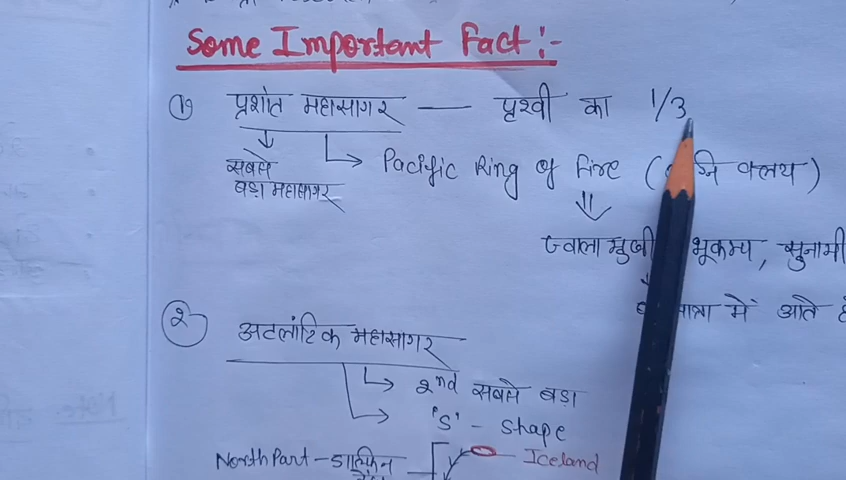 Some Important Fact :-
① प्रशांत महासागर — पृथ्वी का 1/3
सबसे बड़ा महासागर
Pacific Ring of Fire ( वलय )
ज्वालामुखी भूकम्प, सुनामी
मात्रा में आते
② अटलांटिक महासागर
2nd सबसे बड़ा
'S' - Shape
North Part - डाल्फिन
Iceland